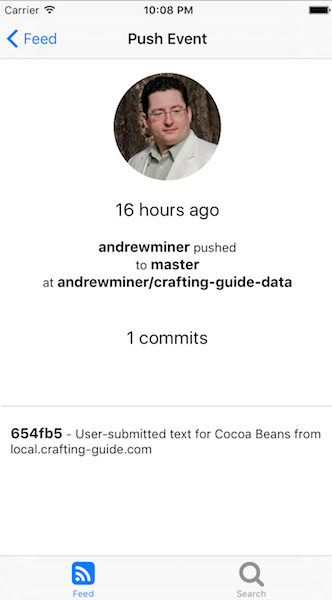 Carrier 10:08 PM
Feed Push Event
16 hours ago
andrewminer pushed
to master
at andrewminer/crafting-guide-data
1 commits
654fb5 - User-submitted text for Cocoa Beans from
local.crafting-guide.com
Feed Search